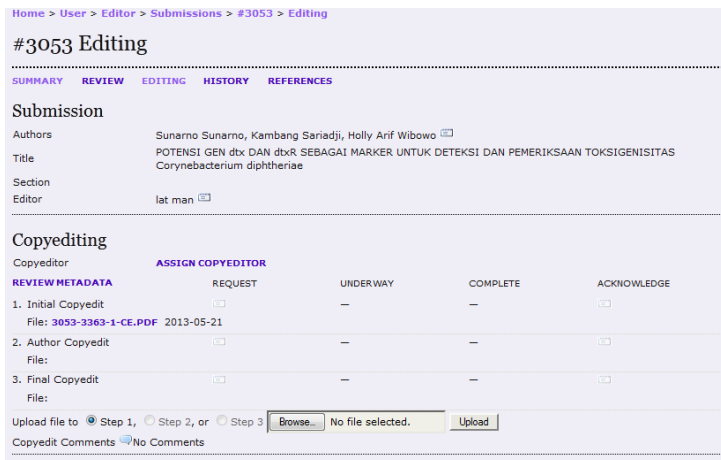 Home > User > Editor > Submissions > #3053 > Editing
#3053 Editing
SUMMARY REVIEW EDITING HISTORY REFERENCES
Submission
Authors Sunarno Sunarno, Kambang Sariadji, Holly Arif Wibowo
Title POTENSI GEN dtx DAN dtxR SEBAGAI MARKER UNTUK DETEKSI DAN PEMERIKSAAN TOKSIGENISITAS
Corynebacterium diphtheriae
Section
Editor lat man
Copyediting
Copyeditor ASSIGN COPYEDITOR
REVIEW METADATA REQUEST UNDERWAY COMPLETE ACKNOWLEDGE
1. Initial Copyedit — —
File: 3053-3363-1-CE.PDF 2013-05-21
2. Author Copyedit — —
File:
3. Final Copyedit — —
File:
Upload file to Step 1, Step 2, or Step 3 Browse... No file selected. Upload
Copyedit Comments No Comments